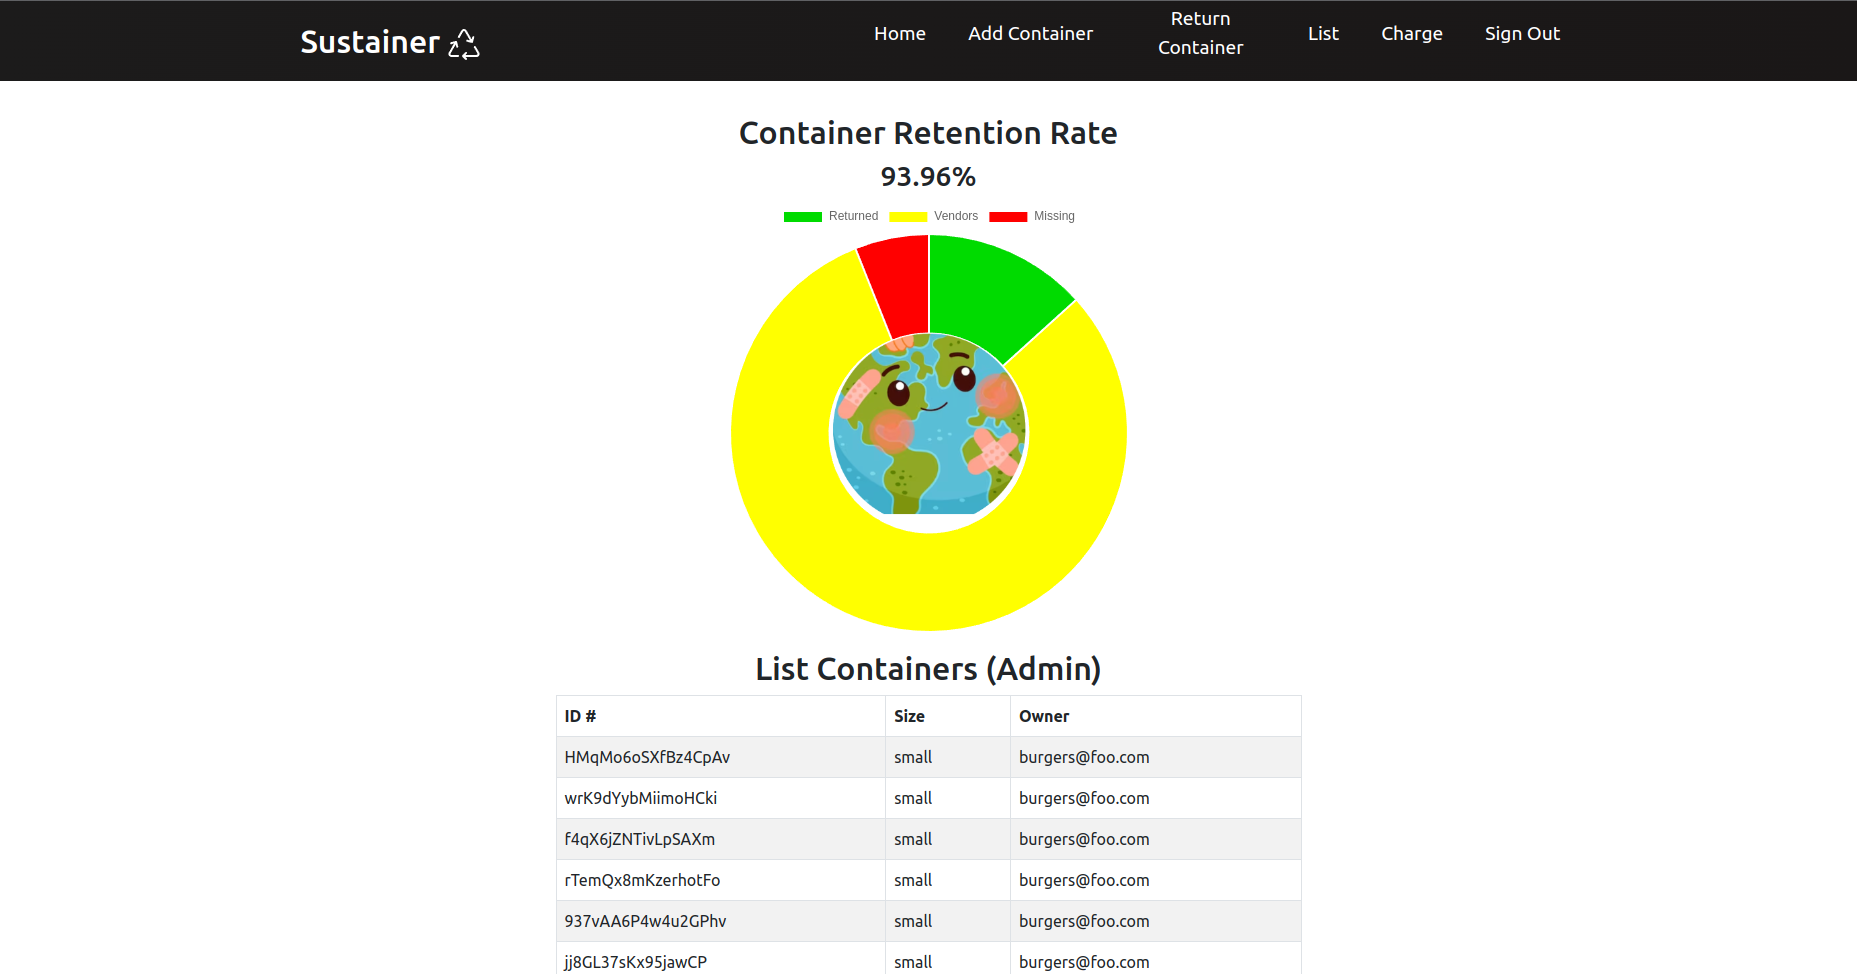 Sustainer
Home
Add Container
Return
Container
List
Charge
Sign Out
Container Retention Rate
93.96%
Returned Vendors Missing
List Containers (Admin)
ID # Size Owner
HMqMo6oSXfBz4CpAv small burgers@foo.com
wrK9dYybMiimoHCki small burgers@foo.com
f4qX6jZNTivLpSAXm small burgers@foo.com
rTemQx8mKzerhotFo small burgers@foo.com
937vAA6P4w4u2GPhv small burgers@foo.com
jj8GL37sKx95jawCP small burgers@foo.com